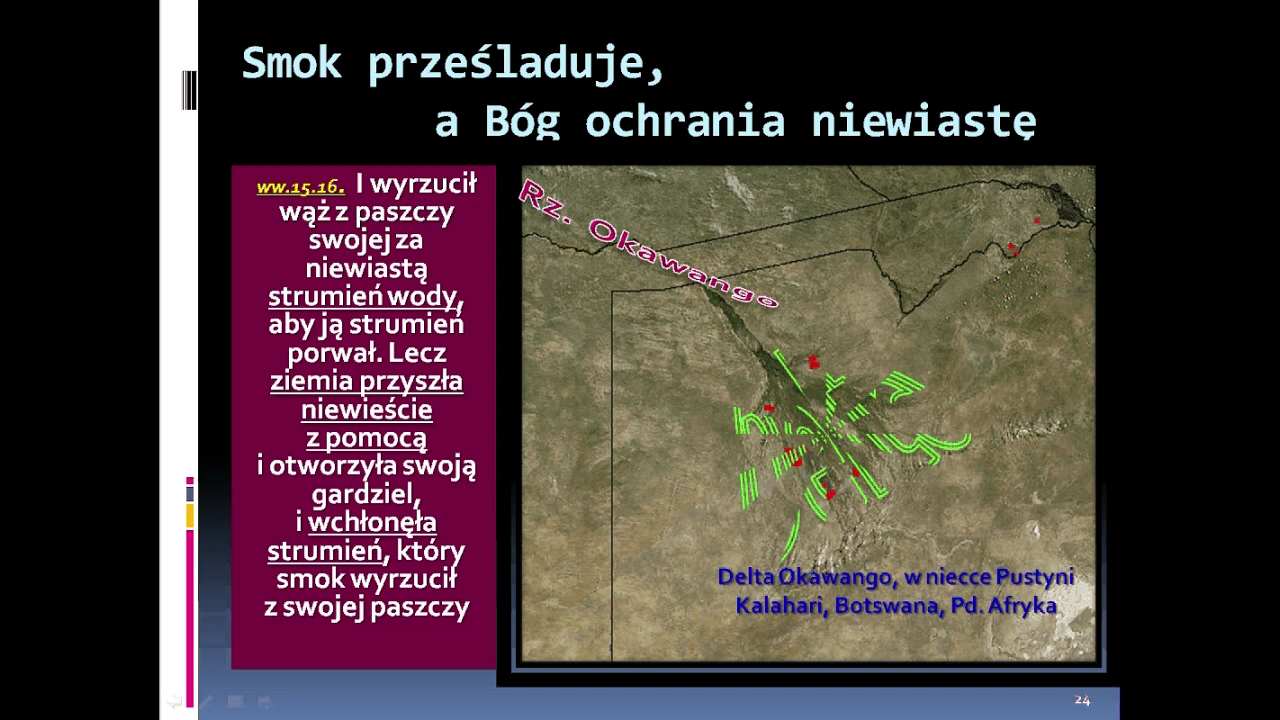 Smok prześladuje,
a Bóg ochrania niewiastę
ww.15.16. I wyrzucił
wąż z paszczy
swojej za
niewiastą
strumień wody,
aby ją strumień
porwał. Lecz
ziemia przyszła
niewieście
z pomocą
i otworzyła swoją
gardziel,
i wchłonęła
strumień, który
smok wyrzucił
z swojej paszczy
Rz. Okawango
Delta Okawango, w niecce Pustyni
Kalahari, Botswana, Pd. Afryka
24